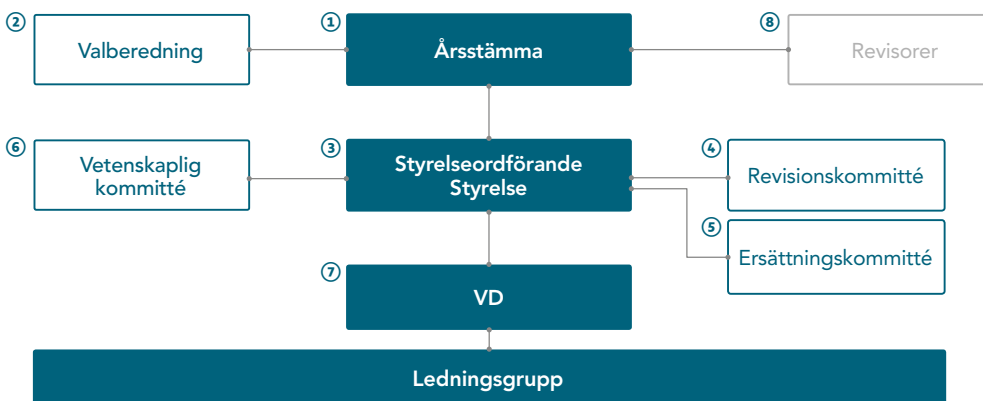 ② ① ⑧
Valberedning Årsstämma Revisorer
⑥ ③ ④
Vetenskaplig
kommitté
Styrelseordförande
Styrelse
Revisionskommitté
⑤
Ersättningskommitté
⑦
VD
Ledningsgrupp